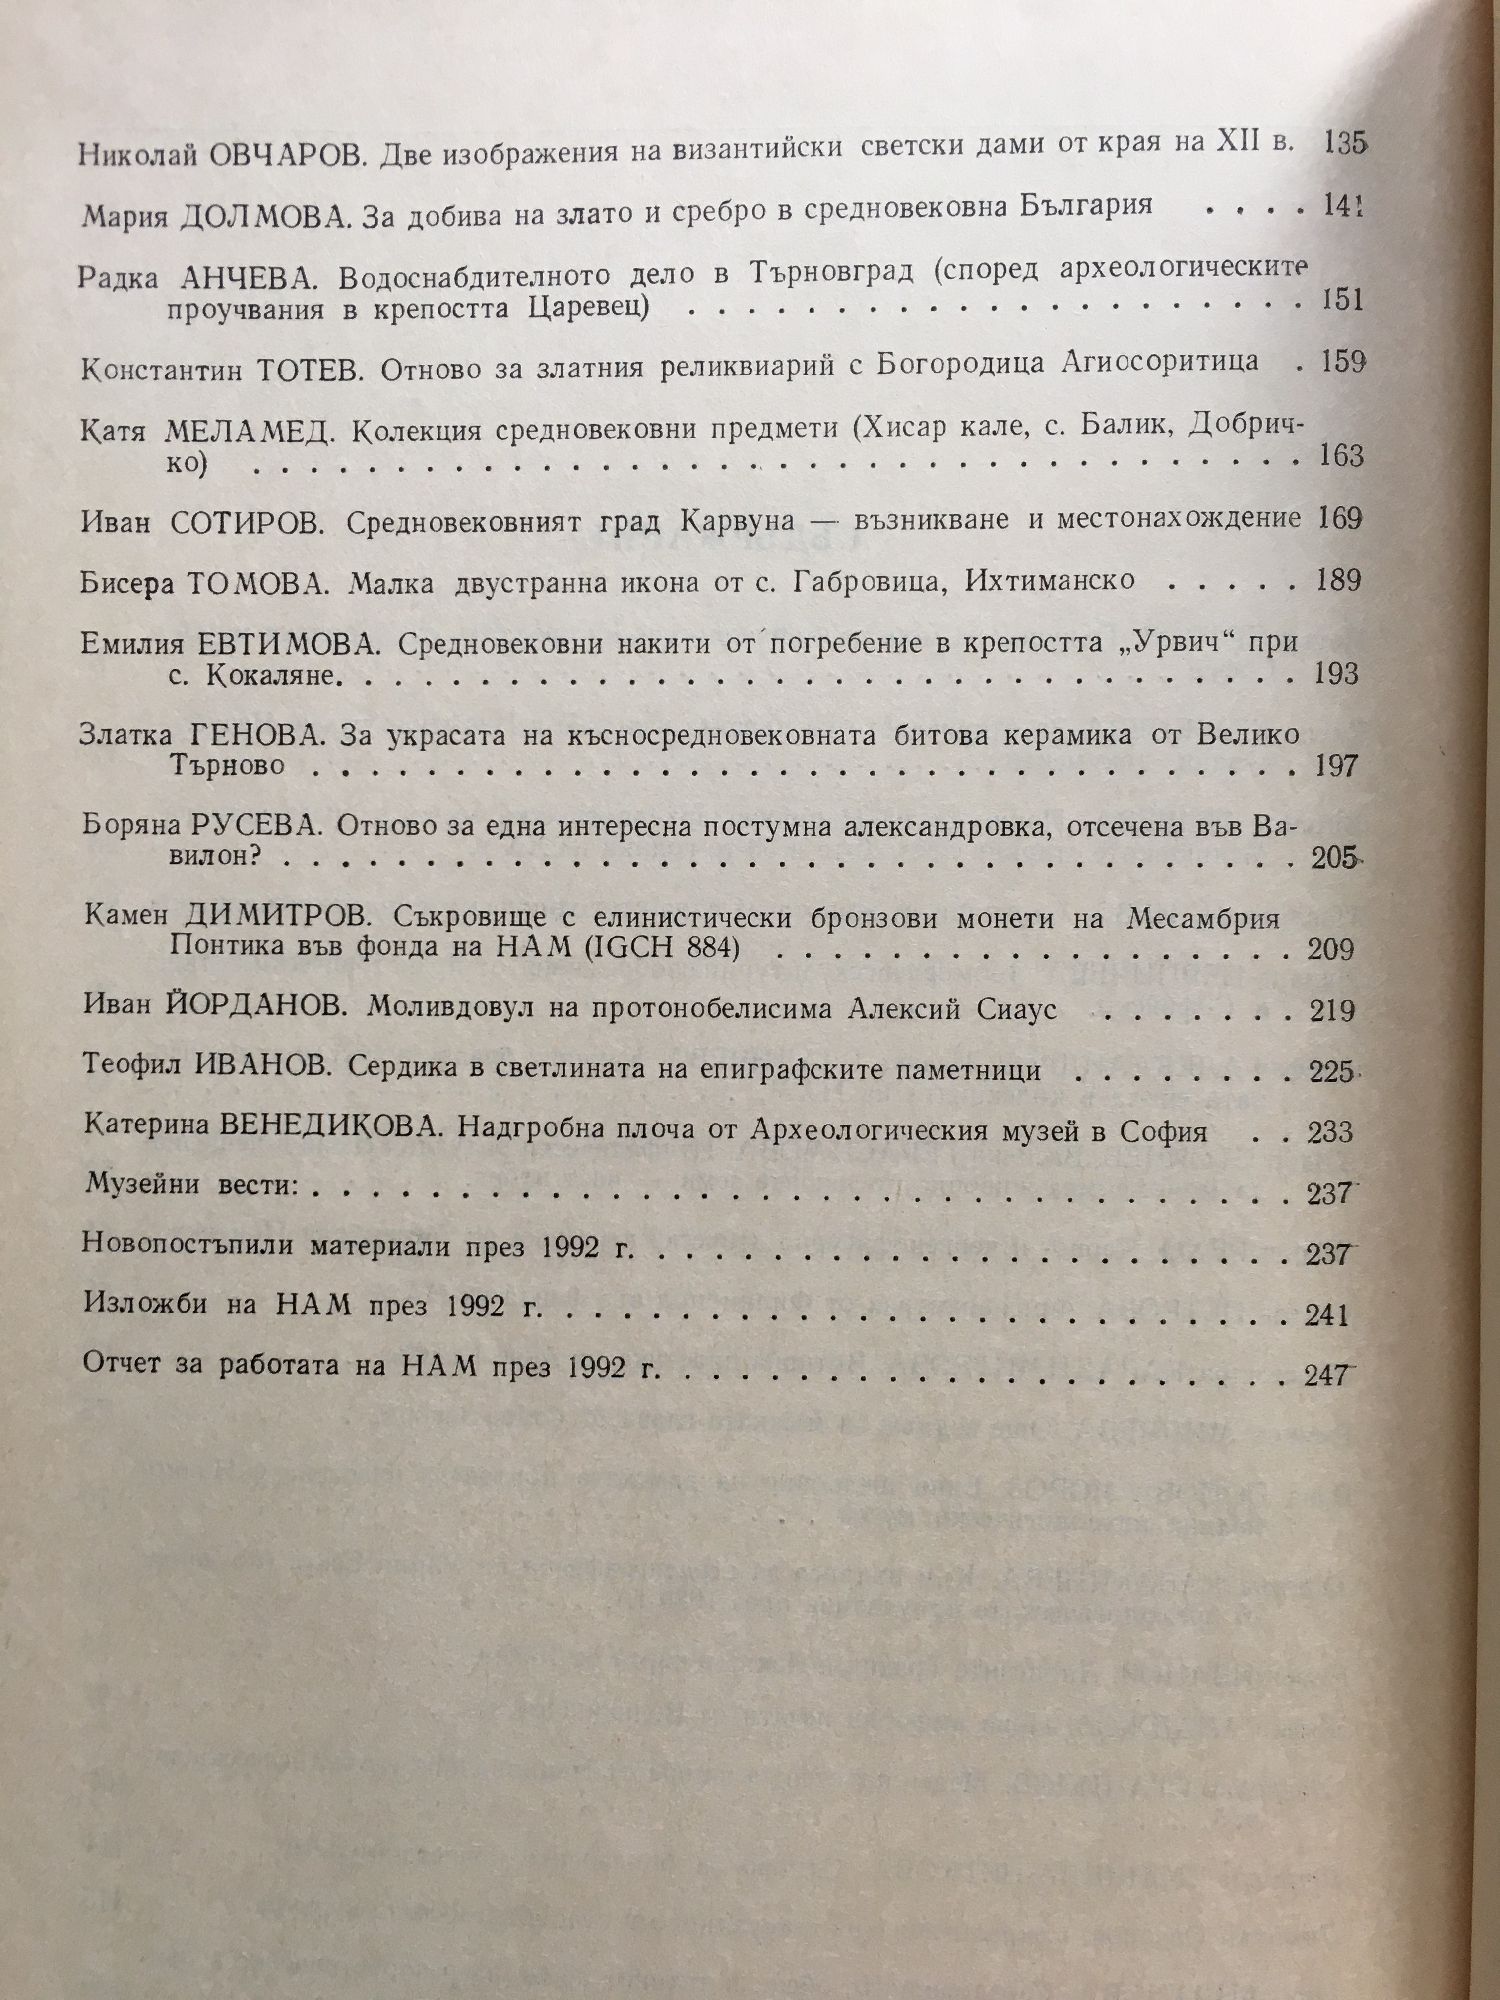 Николай ОВЧАРОВ. Две изображения на византийски светски дами от края на XII в. 135
Мария ДОЛМОВА. За добива на злато и сребро в средновековна България . . . . 141
Радка АНЧЕВА. Водоснабдителното дело в Търновград (според археологическите
проучвания в крепостта Царевец) . . . . . . . . . . . . . . . . . . . . . 151
Константин ТОТЕВ. Отново за златния реликвиарий с Богородица Агиосоритица . 159
Катя МЕЛАМЕД. Колекция средновековни предмети (Хисар кале, с. Балик, Добрич-
ко) . . . . . . . . . . . . . . . . . . . . . . . . . . . . . . . . . . . . 163
Иван СОТИРОВ. Средновековният град Карвуна — възникване и местонахождение 169
Бисера ТОМОВА. Малка двустранна икона от с. Габровица, Ихтиманско . . . . . 189
Емилия ЕВТИМОВА. Средновековни накити от погребение в крепостта „Урвич“ при
с. Кокаляне. . . . . . . . . . . . . . . . . . . . . . . . . . . . . . . . . 193
Златка ГЕНОВА. За украсата на късносредновековната битова керамика от Велико
Търново . . . . . . . . . . . . . . . . . . . . . . . . . . . . . . . . . . 197
Боряна РУСЕВА. Отново за една интересна постумна александровка, отсечена във Ва-
вилон? . . . . . . . . . . . . . . . . . . . . . . . . . . . . . . . . . . . 205
Камен ДИМИТРОВ. Съкровище с елинистически бронзови монети на Месамбрия
Понтика във фонда на НАМ (IGCH 884) . . . . . . . . . . . . . . . . . . 209
Иван ЙОРДАНОВ. Моливдовул на протонобелисима Алексий Сиаус . . . . . . . 219
Теофил ИВАНОВ. Сердика в светлината на епиграфските паметници . . . . . . . . 225
Катерина ВЕНЕДИКОВА. Надгробна плоча от Археологическия музей в София . . 233
Музейни вести: . . . . . . . . . . . . . . . . . . . . . . . . . . . . . . . . . . 237
Новопостъпили материали през 1992 г. . . . . . . . . . . . . . . . . . . . . . . 237
Изложби на НАМ през 1992 г. . . . . . . . . . . . . . . . . . . . . . . . . . . 241
Отчет за работата на НАМ през 1992 г. . . . . . . . . . . . . . . . . . . . . . . 247